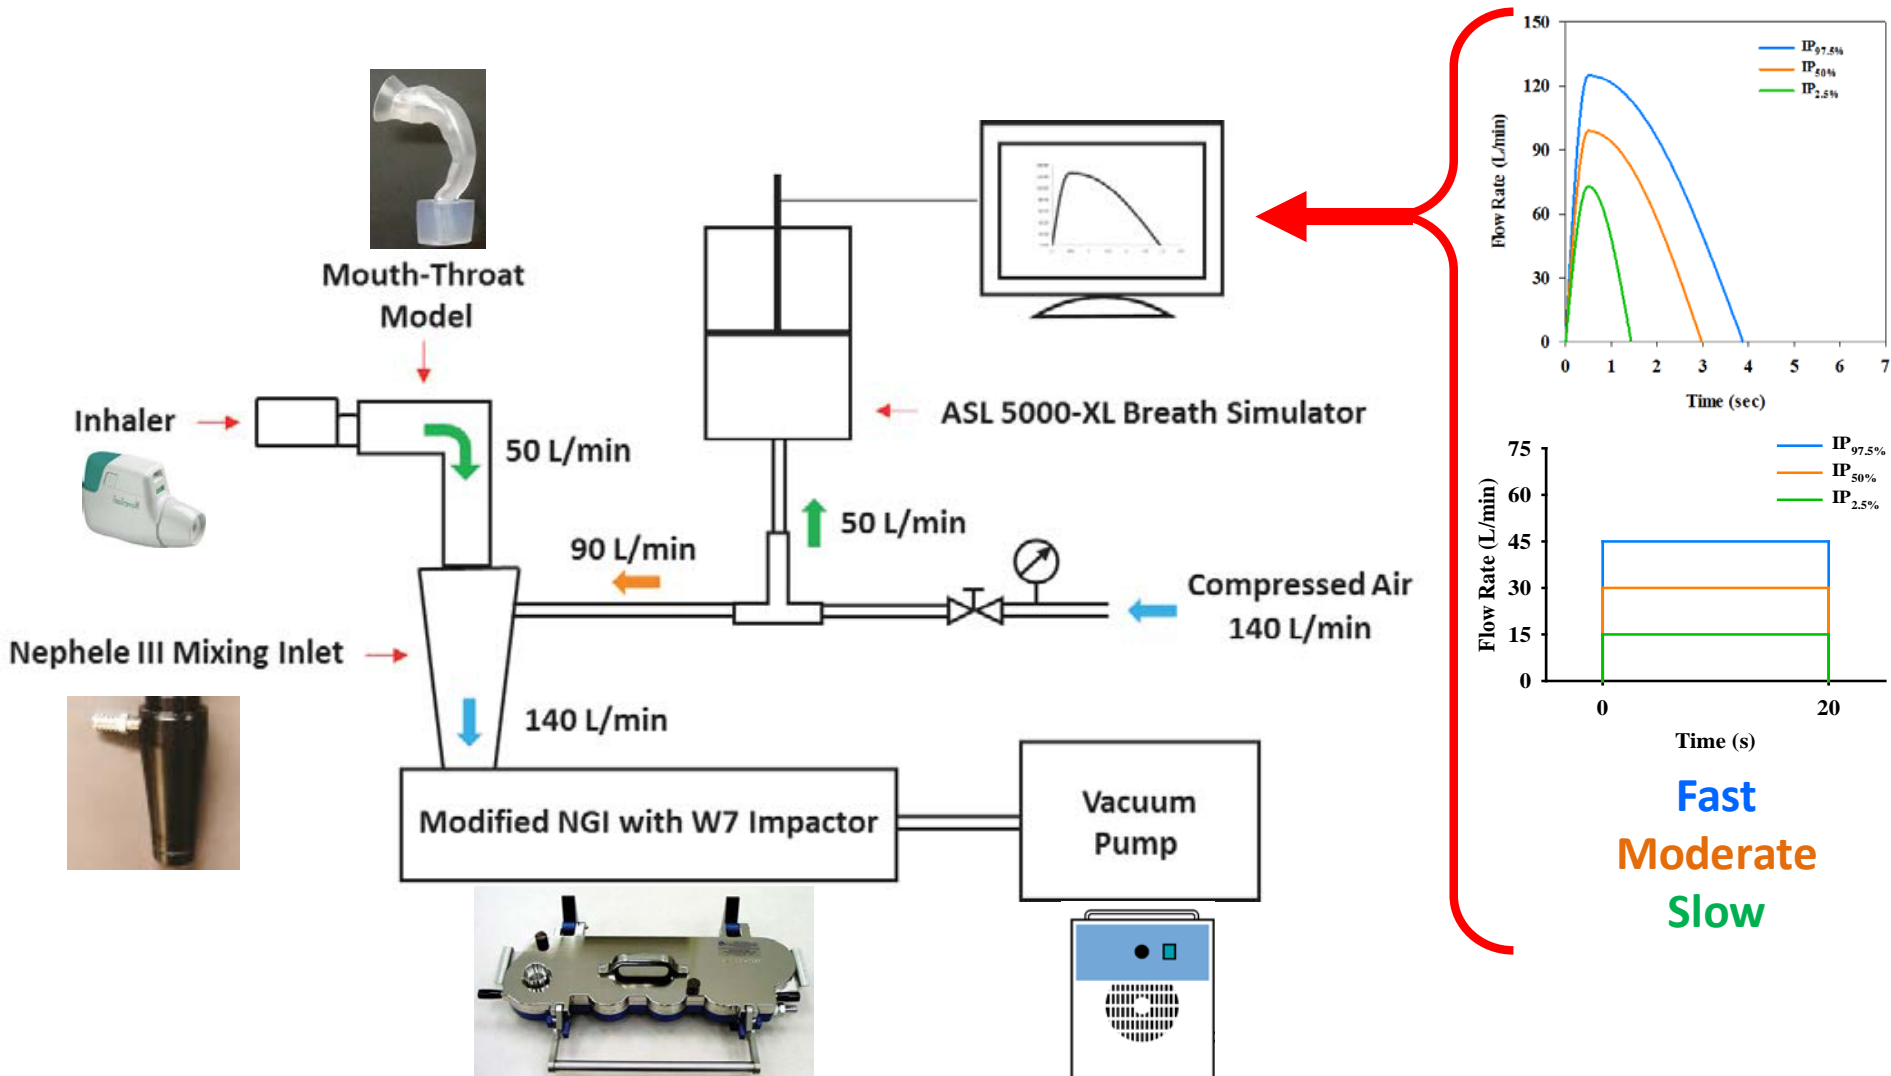 Mouth-Throat
Model
Inhaler
50 L/min
90 L/min
50 L/min
ASL 5000-XL Breath Simulator
Compressed Air
140 L/min
Nephele III Mixing Inlet
140 L/min
Modified NGI with W7 Impactor
Vacuum
Pump
150
120
90
60
30
0
Flow Rate (L/min)
IP97.5%
IP50%
IP2.5%
0 1 2 3 4 5 6 7
Time (sec)
75
60
45
30
15
0
Flow Rate (L/min)
IP97.5%
IP50%
IP2.5%
0 20
Time (s)
Fast
Moderate
Slow